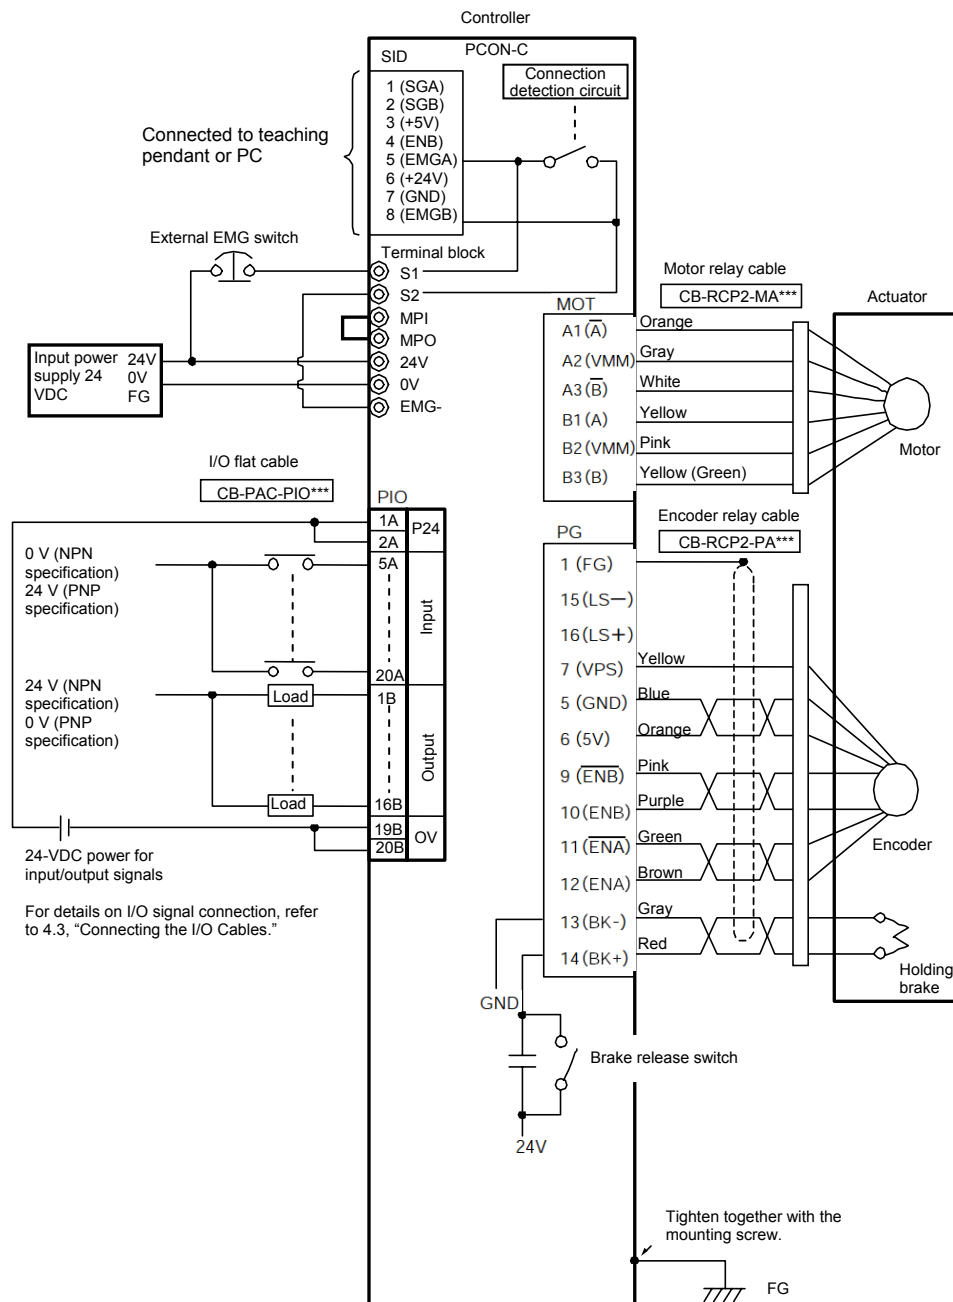 Controller
PCON-C
SID
Connection
detection circuit
1 (SGA)
2 (SGB)
3 (+5V)
4 (ENB)
5 (EMGA)
6 (+24V)
7 (GND)
8 (EMGB)
Connected to teaching
pendant or PC
External EMG switch
Terminal block
S1
S2
MPI
MPO
24V
0V
EMG-
Input power
supply 24
VDC
24V
0V
FG
Motor relay cable
CB-RCP2-MA***
Actuator
MOT
A1(A)
A2(VMM)
A3(B)
B1(A)
B2(VMM)
B3(B)
Orange
Gray
White
Yellow
Pink
Yellow (Green)
Motor
I/O flat cable
CB-PAC-PIO***
PIO
1A
2A
P24
5A
Input
20A
1B
Output
16B
19B
20B
OV
0 V (NPN
specification)
24 V (PNP
specification)
24 V (NPN
specification)
0 V (PNP
specification)
Load
Load
24-VDC power for
input/output signals
For details on I/O signal connection, refer
to 4.3, “Connecting the I/O Cables.”
Encoder relay cable
CB-RCP2-PA***
PG
1 (FG)
15(LS−)
16(LS+)
7 (VPS)
5 (GND)
6 (5V)
9 (ENB)
10(ENB)
11(ENA)
12(ENA)
13(BK-)
14(BK+)
Yellow
Blue
Orange
Pink
Purple
Green
Brown
Gray
Red
Encoder
Holding
brake
GND
Brake release switch
24V
Tighten together with the
mounting screw.
FG